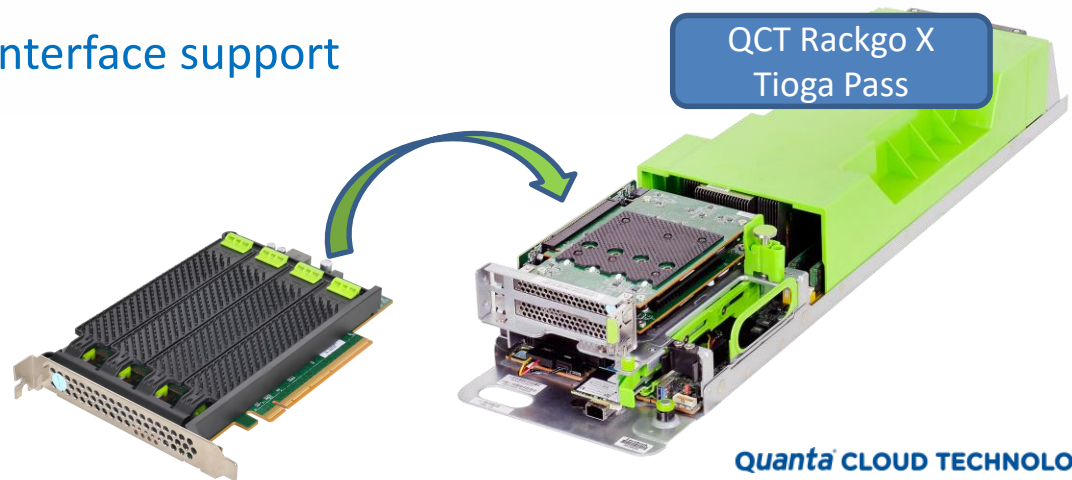 nterface support
QCT Rackgo X
Tioga Pass
Quanta CLOUD TECHNOLO